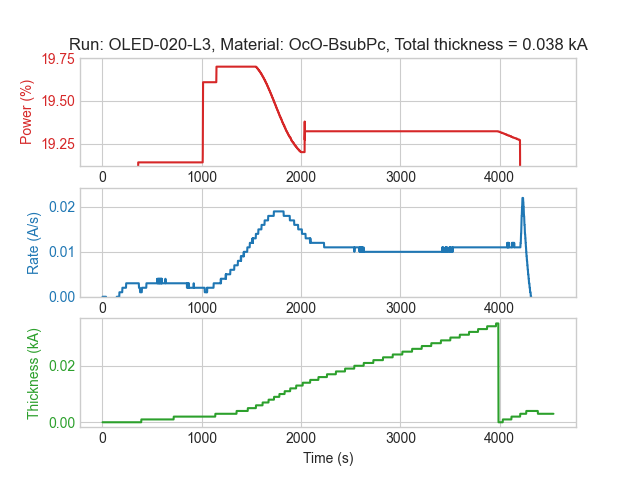 Run: OLED-020-L3, Material: OcO-BsubPc, Total thickness = 0.038 kA
Power (%)
19.75
19.50
19.25
0 1000 2000 3000 4000
Rate (A/s)
0.02
0.01
0.00
0 1000 2000 3000 4000
Thickness (kA)
0.02
0.00
0 1000 2000 3000 4000
Time (s)